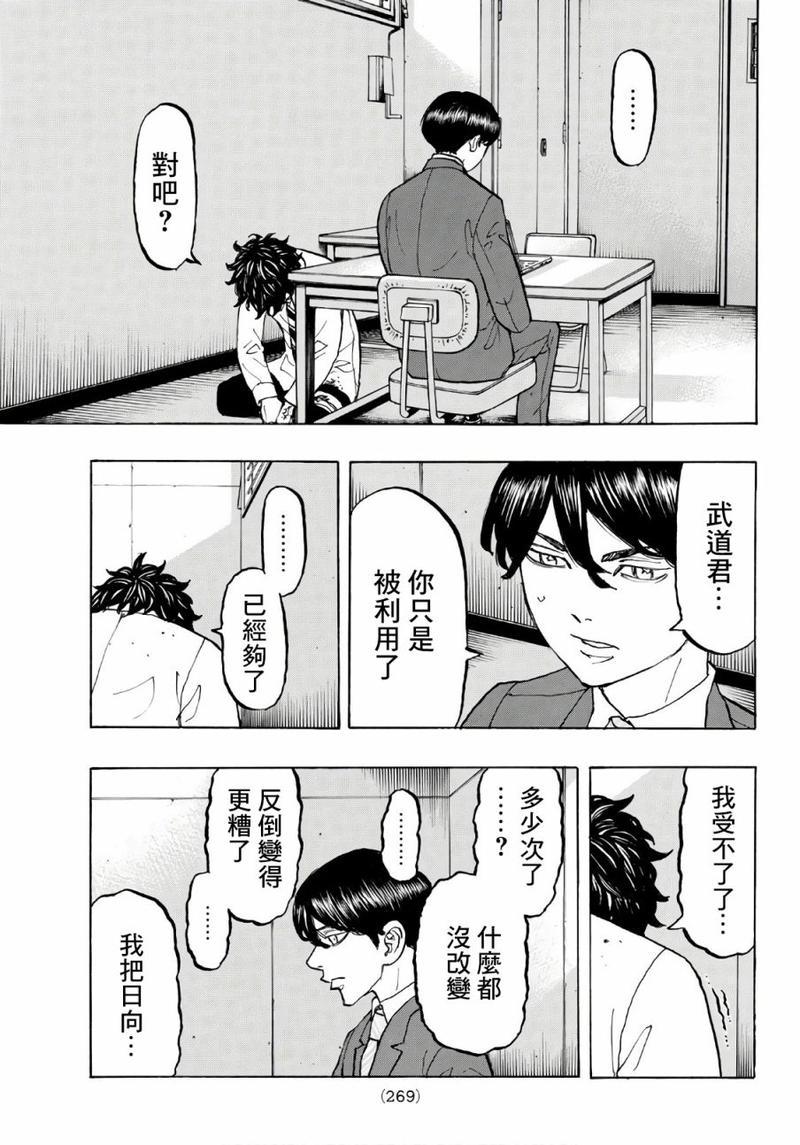 ……
對吧？
武道君…
你只是
被利用了
……
已經夠了
我受不了了…
多少次了
……？
什麼都
沒改變
……
反倒變得
更糟了
……
我把日向…
(269)